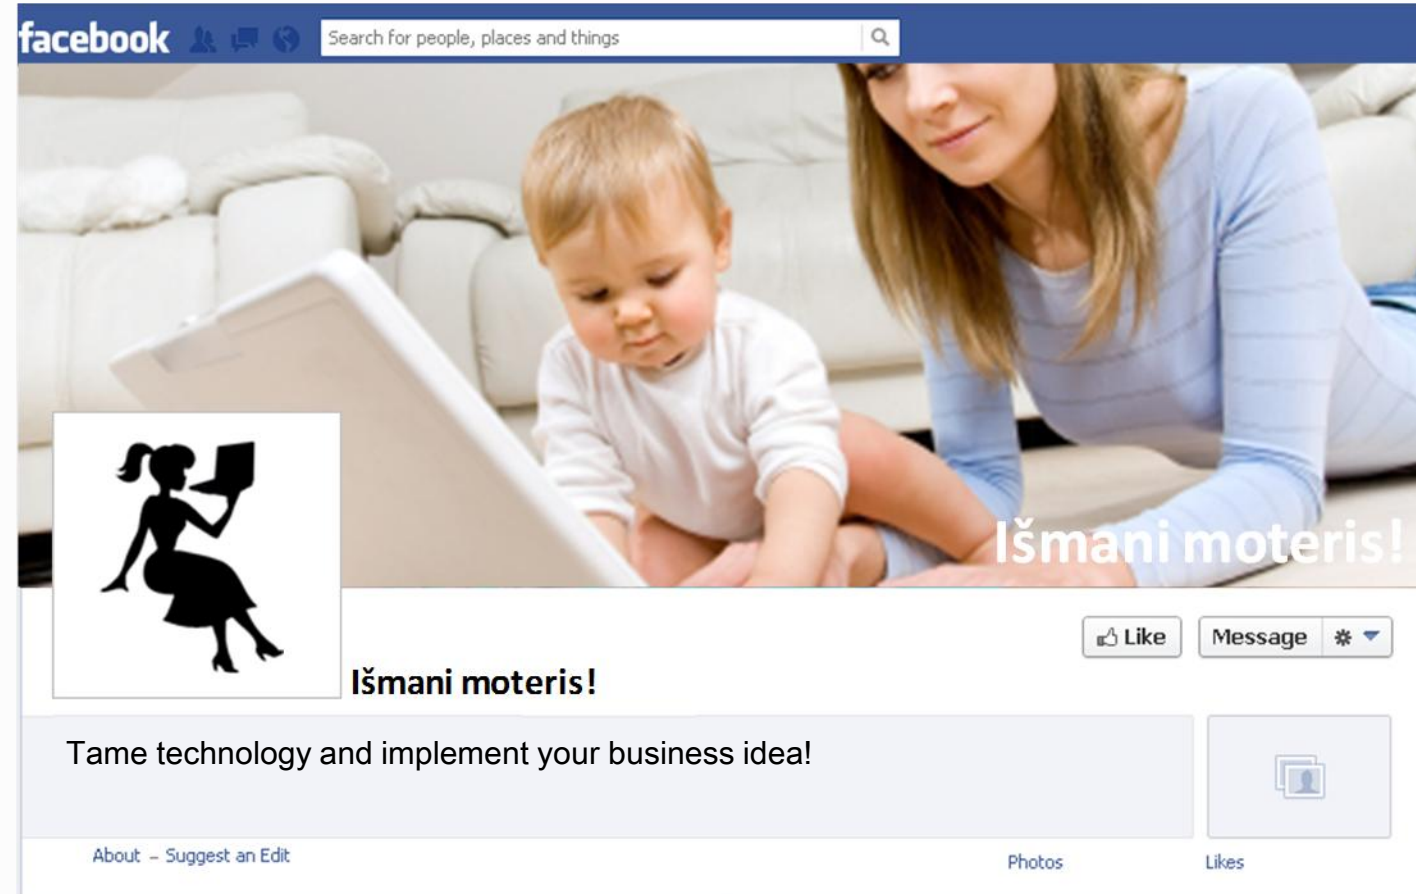 facebook
Search for people, places and things
Išmani moteris!
Like
Message
Išmani moteris!
Tame technology and implement your business idea!
About – Suggest an Edit
Photos
Likes